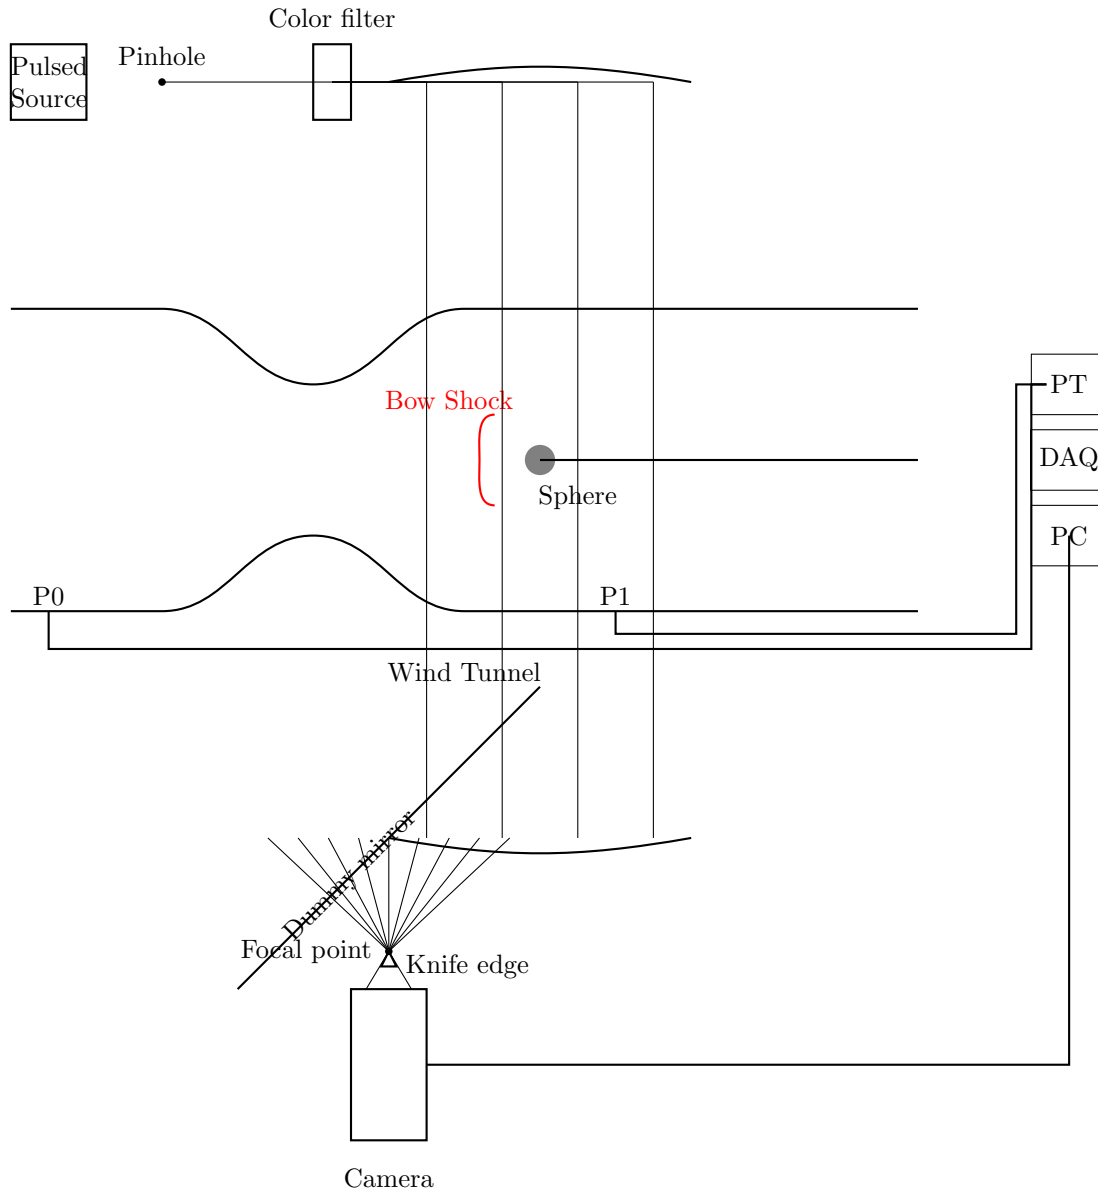 Color filter
Pinhole
Pulsed
Source
Bow Shock
PT
DAQ
Sphere
PC
P0
P1
Wind Tunnel
Dummy mirror
Focal point
Knife edge
Camera